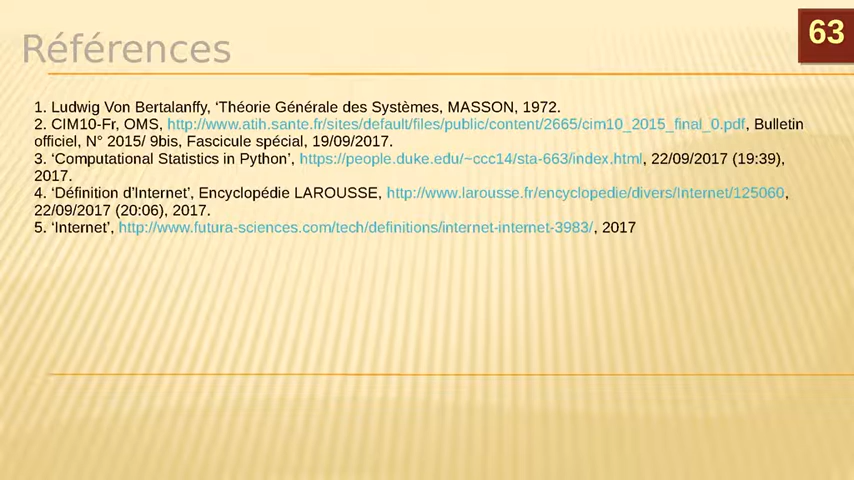 Références
63
1. Ludwig Von Bertalanffy, ‘Théorie Générale des Systèmes, MASSON, 1972.
2. CIM10-Fr, OMS, http://www.atih.sante.fr/sites/default/files/public/content/2665/cim10_2015_final_0.pdf, Bulletin
officiel, N° 2015/ 9bis, Fascicule spécial, 19/09/2017.
3. ‘Computational Statistics in Python’, https://people.duke.edu/~ccc14/sta-663/index.html, 22/09/2017 (19:39),
2017.
4. ‘Définition d’Internet’, Encyclopédie LAROUSSE, http://www.larousse.fr/encyclopedie/divers/Internet/125060,
22/09/2017 (20:06), 2017.
5. ‘Internet’, http://www.futura-sciences.com/tech/definitions/internet-internet-3983/, 2017